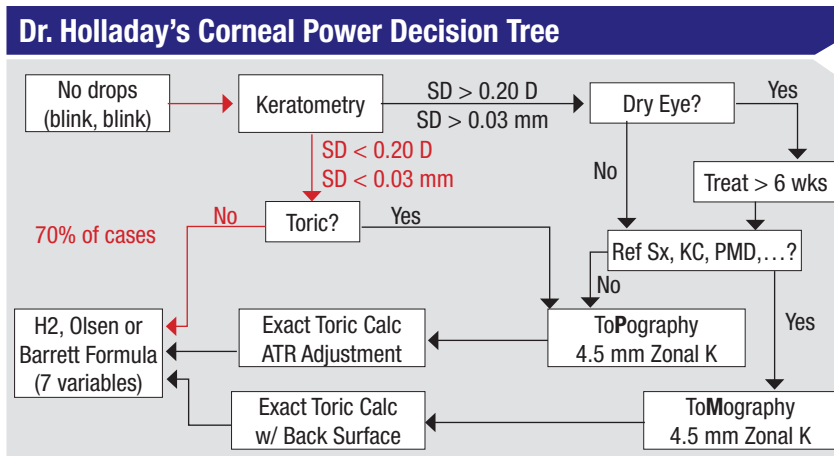 Dr. Holladay's Corneal Power Decision Tree
No drops
(blink, blink)
Keratometry
SD > 0.20 D
SD > 0.03 mm
Dry Eye?
Yes
SD < 0.20 D
SD < 0.03 mm
No
Treat > 6 wks
70% of cases
No
Toric?
Yes
Ref Sx, KC, PMD,...?
No
H2, Olsen or
Barrett Formula
(7 variables)
Exact Toric Calc
ATR Adjustment
ToPography
4.5 mm Zonal K
Yes
Exact Toric Calc
w/ Back Surface
ToMography
4.5 mm Zonal K